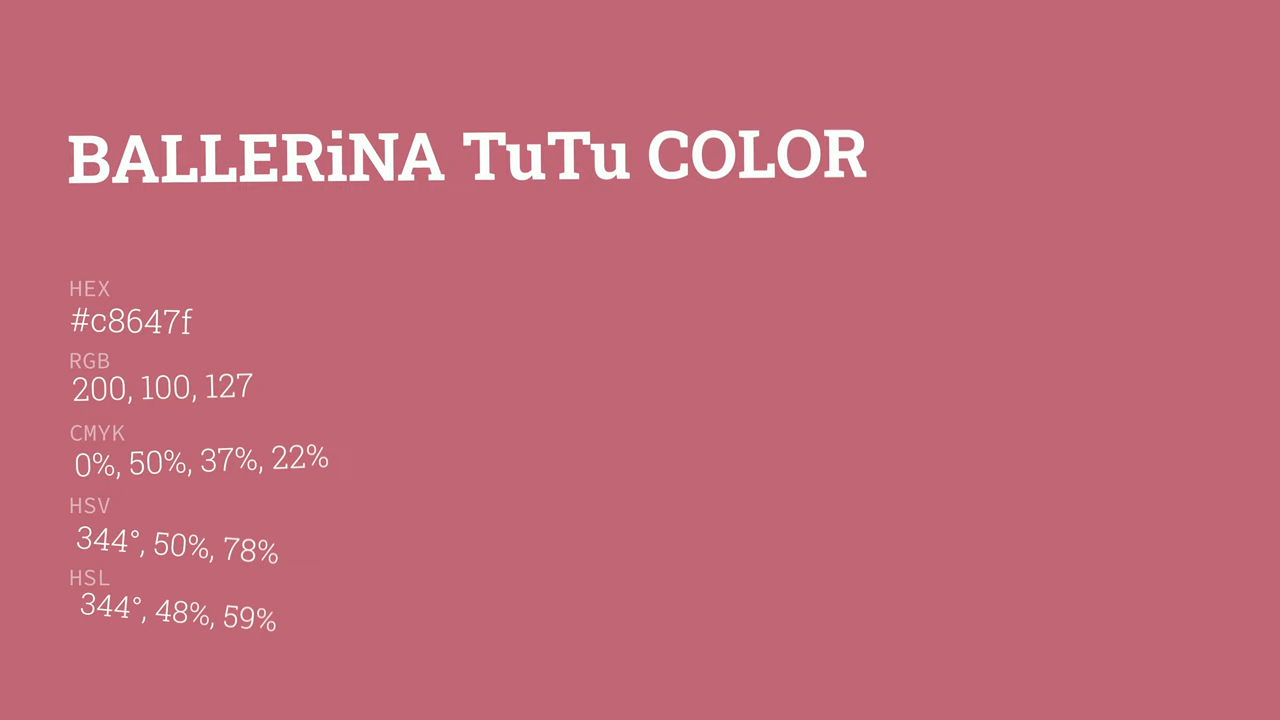 BALLERiNA TuTu COLOR
HEX
#c8647f
RGB
200, 100, 127
CMYK
0%, 50%, 37%, 22%
HSV
344°, 50%, 78%
HSL
344°, 48%, 59%